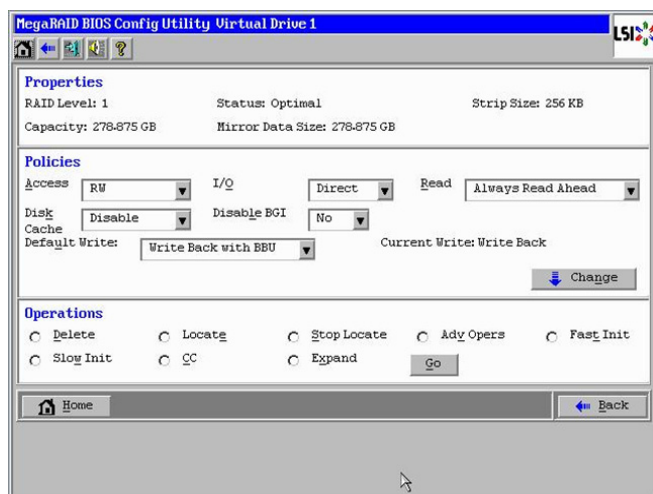 MegaRAID BIOS Config Utility Virtual Drive 1
LSI
Properties
RAID Level: 1 Status: Optimal Strip Size: 256 KB
Capacity: 278.875 GB Mirror Data Size: 278.875 GB
Policies
Access RW I/O Direct Read Always Read Ahead
Disk Cache Disable Disable BGI No
Default Write: Write Back with BBU Current Write: Write Back
Change
Operations
Delete Locate Stop Locate Adv Opers Fast Init
Slow Init CC Expand Go
Home Back